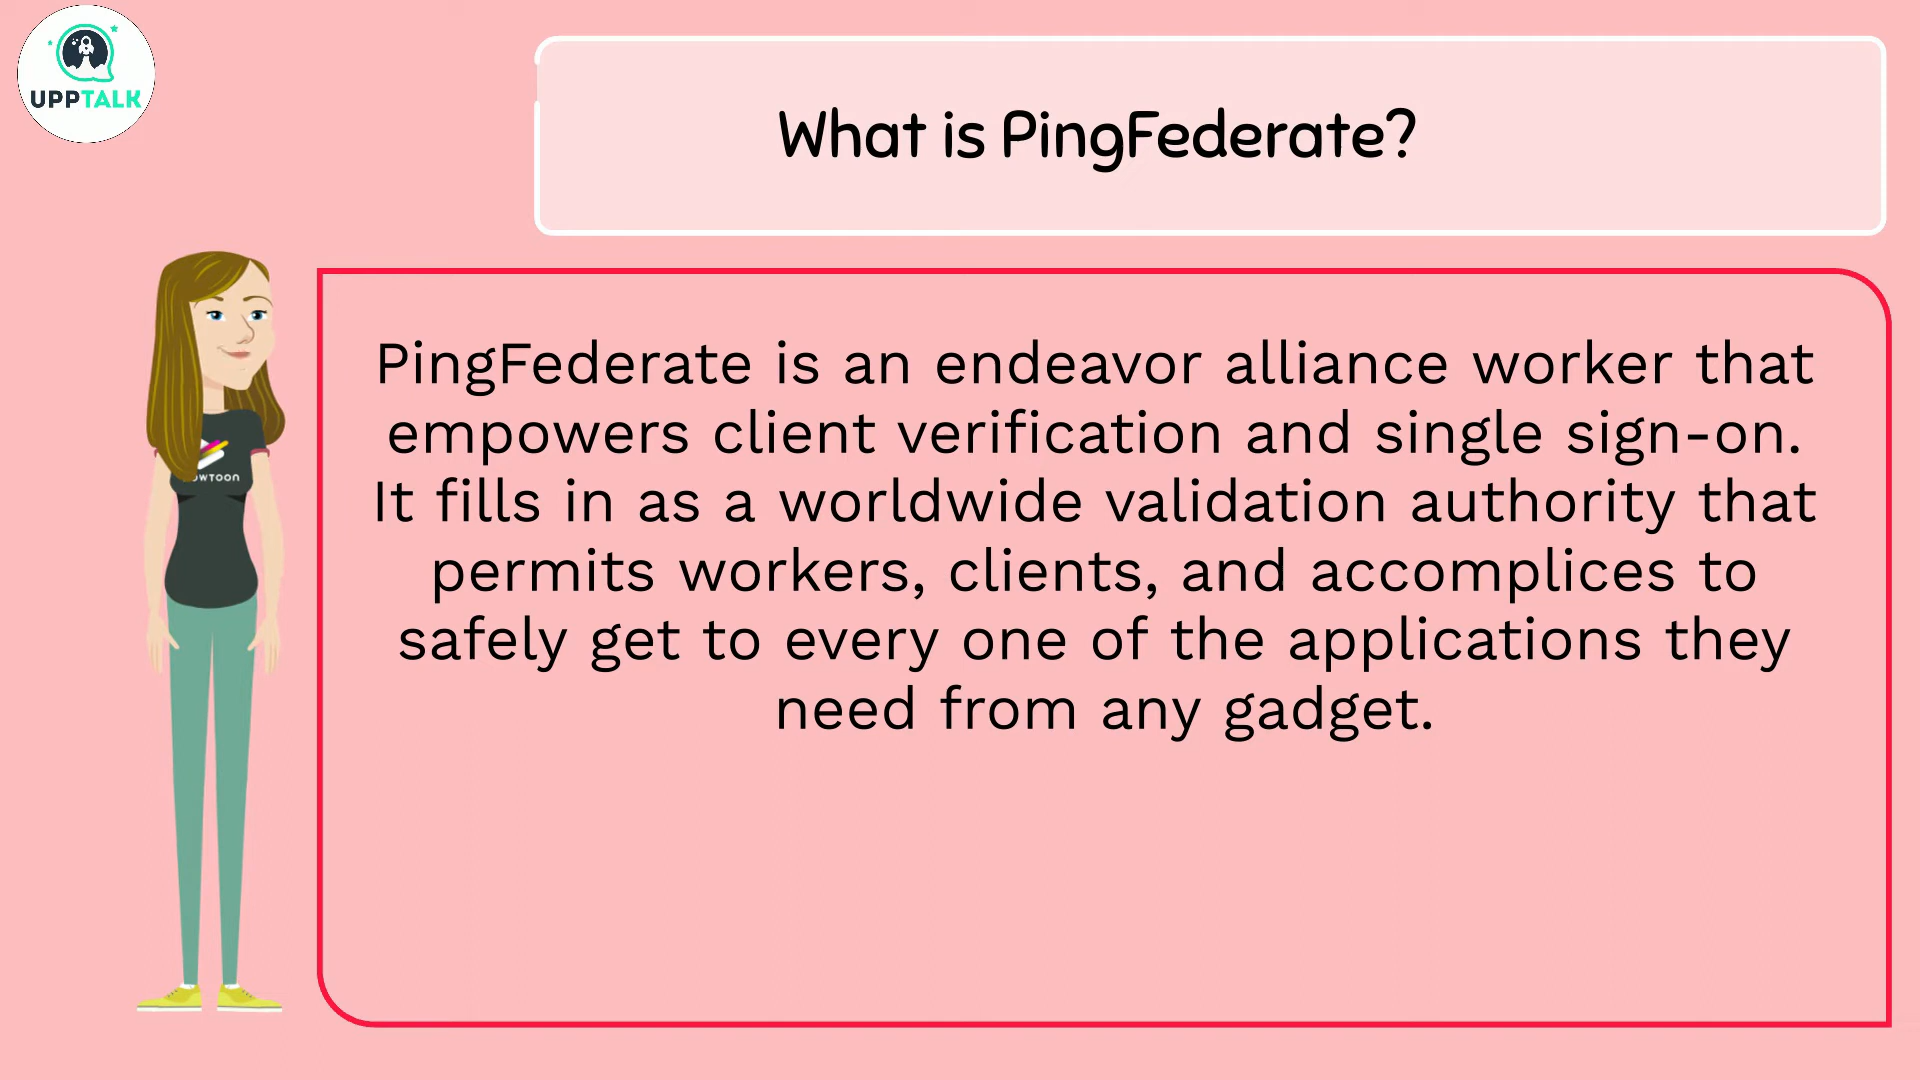 UPPTALK
What is PingFederate?
PingFederate is an endeavor alliance worker that
empowers client verification and single sign-on.
It fills in as a worldwide validation authority that
permits workers, clients, and accomplices to
safely get to every one of the applications they
need from any gadget.